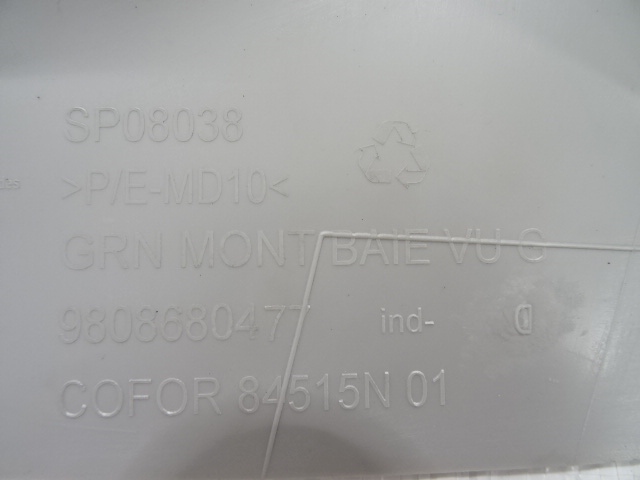 SP08038
>P/E-MD10<
GRN MONT BAIE VU G
9808680477 ind-
COFOR 84515N 01